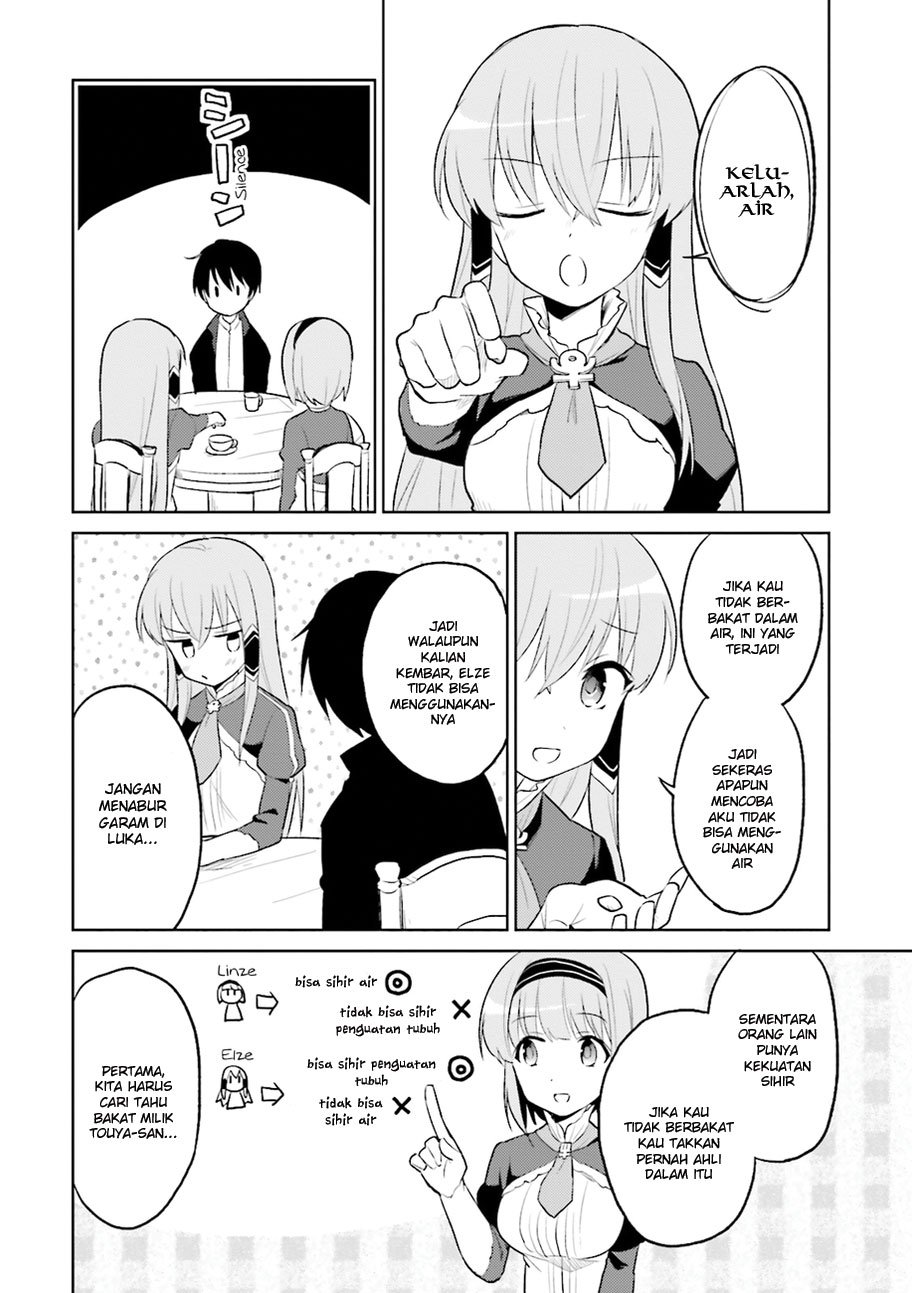 KELU-
ARLAH,
AIR
シーン
Silence
JIKA KAU
TIDAK BER-
BAKAT DALAM
AIR, INI YANG
TERJADI
JADI
SEKERAS
APAPUN
MENCOBA
AKU TIDAK
BISA MENG-
GUNAKAN
AIR
JADI
WALAUPUN
KALIAN
KEMBAR, ELZE
TIDAK BISA
MENGGUNAKAN-
NYA
JANGAN
MENABUR
GARAM DI
LUKA...
SEMENTARA
ORANG LAIN
PUNYA
KEKUATAN
SIHIR
JIKA KAU
TIDAK BERBAKAT
KAU TAKKAN
PERNAH AHLI
DALAM ITU
Linze
bisa sihir air
tidak bisa sihir
penguatan tubuh
Elze
bisa sihir penguatan
tubuh
tidak bisa
sihir air
PERTAMA,
KITA HARUS
CARI TAHU
BAKAT MILIK
TOUYA-SAN...